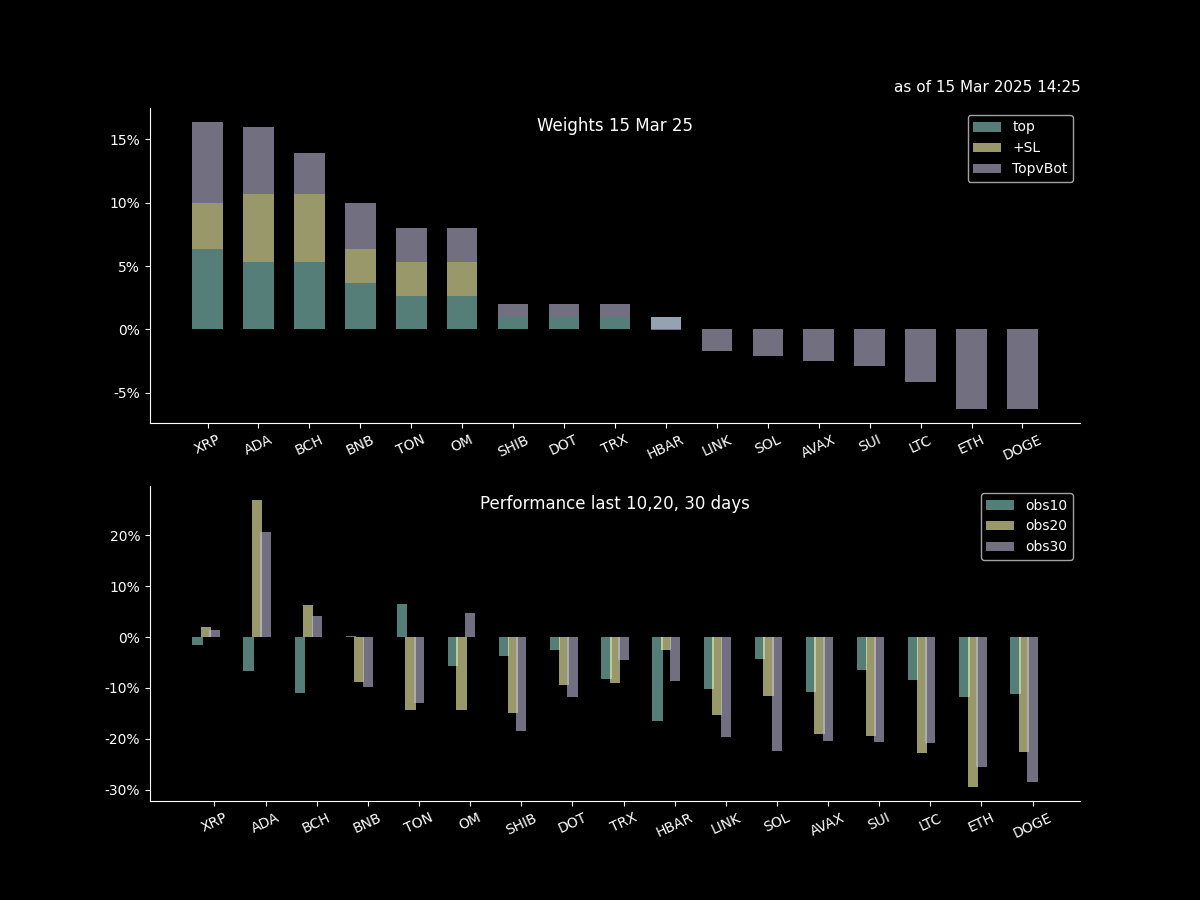 as of 15 Mar 2025 14:25
Weights 15 Mar 25
top
+SL
TopvBot
15%
10%
5%
0%
-5%
XRP ADA BCH BNB TON OM SHIB DOT TRX HBAR LINK SOL AVAX SUI LTC ETH DOGE
Performance last 10,20, 30 days
obs10
obs20
obs30
20%
10%
0%
-10%
-20%
-30%
XRP ADA BCH BNB TON OM SHIB DOT TRX HBAR LINK SOL AVAX SUI LTC ETH DOGE